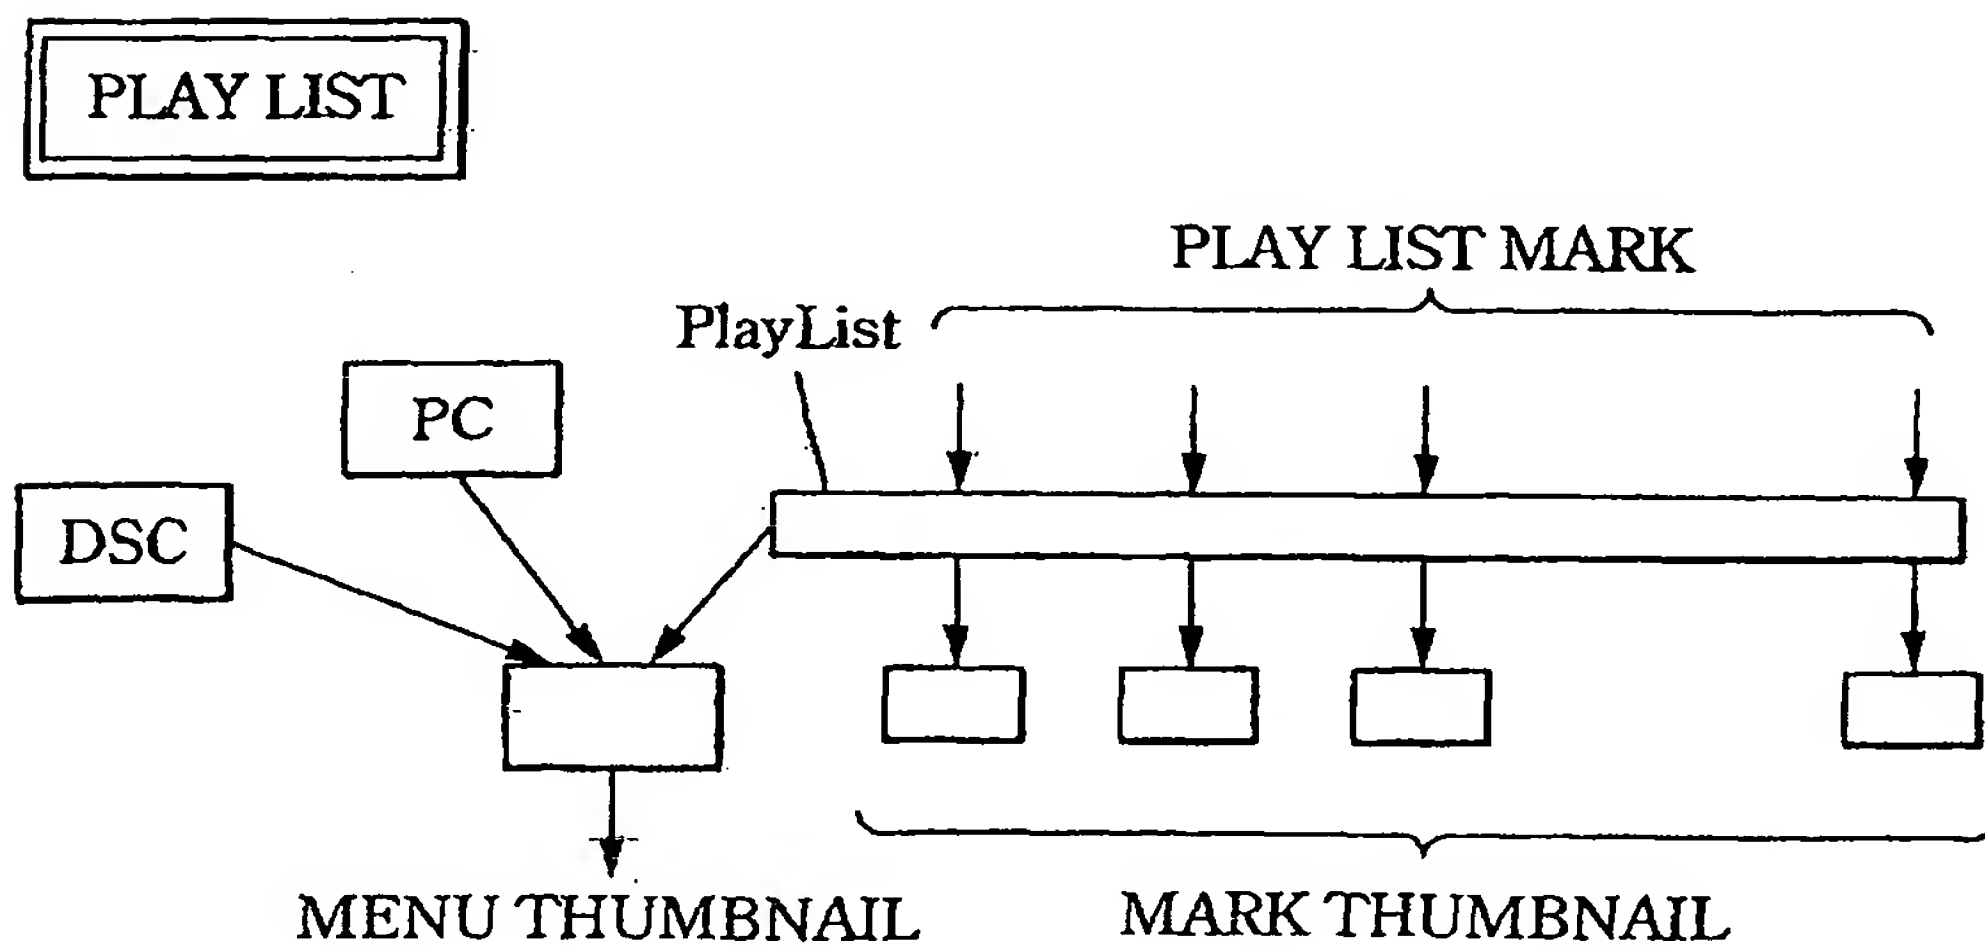 PLAY LIST
PLAY LIST MARK
PlayList
PC
DSC
MENU THUMBNAIL
MARK THUMBNAIL